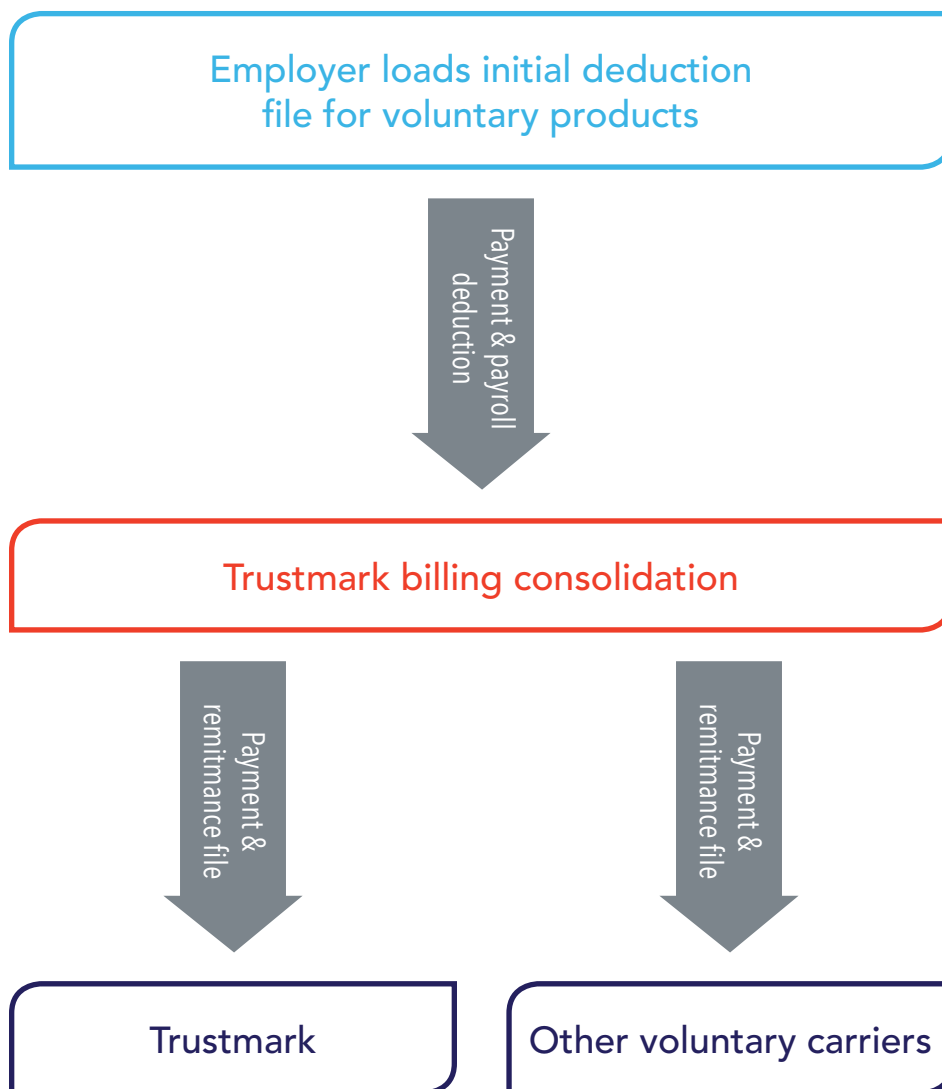 Employer loads initial deduction
file for voluntary products
Payment & payroll
deduction
Trustmark billing consolidation
Payment &
remitmance file
Payment &
remitmance file
Trustmark
Other voluntary carriers